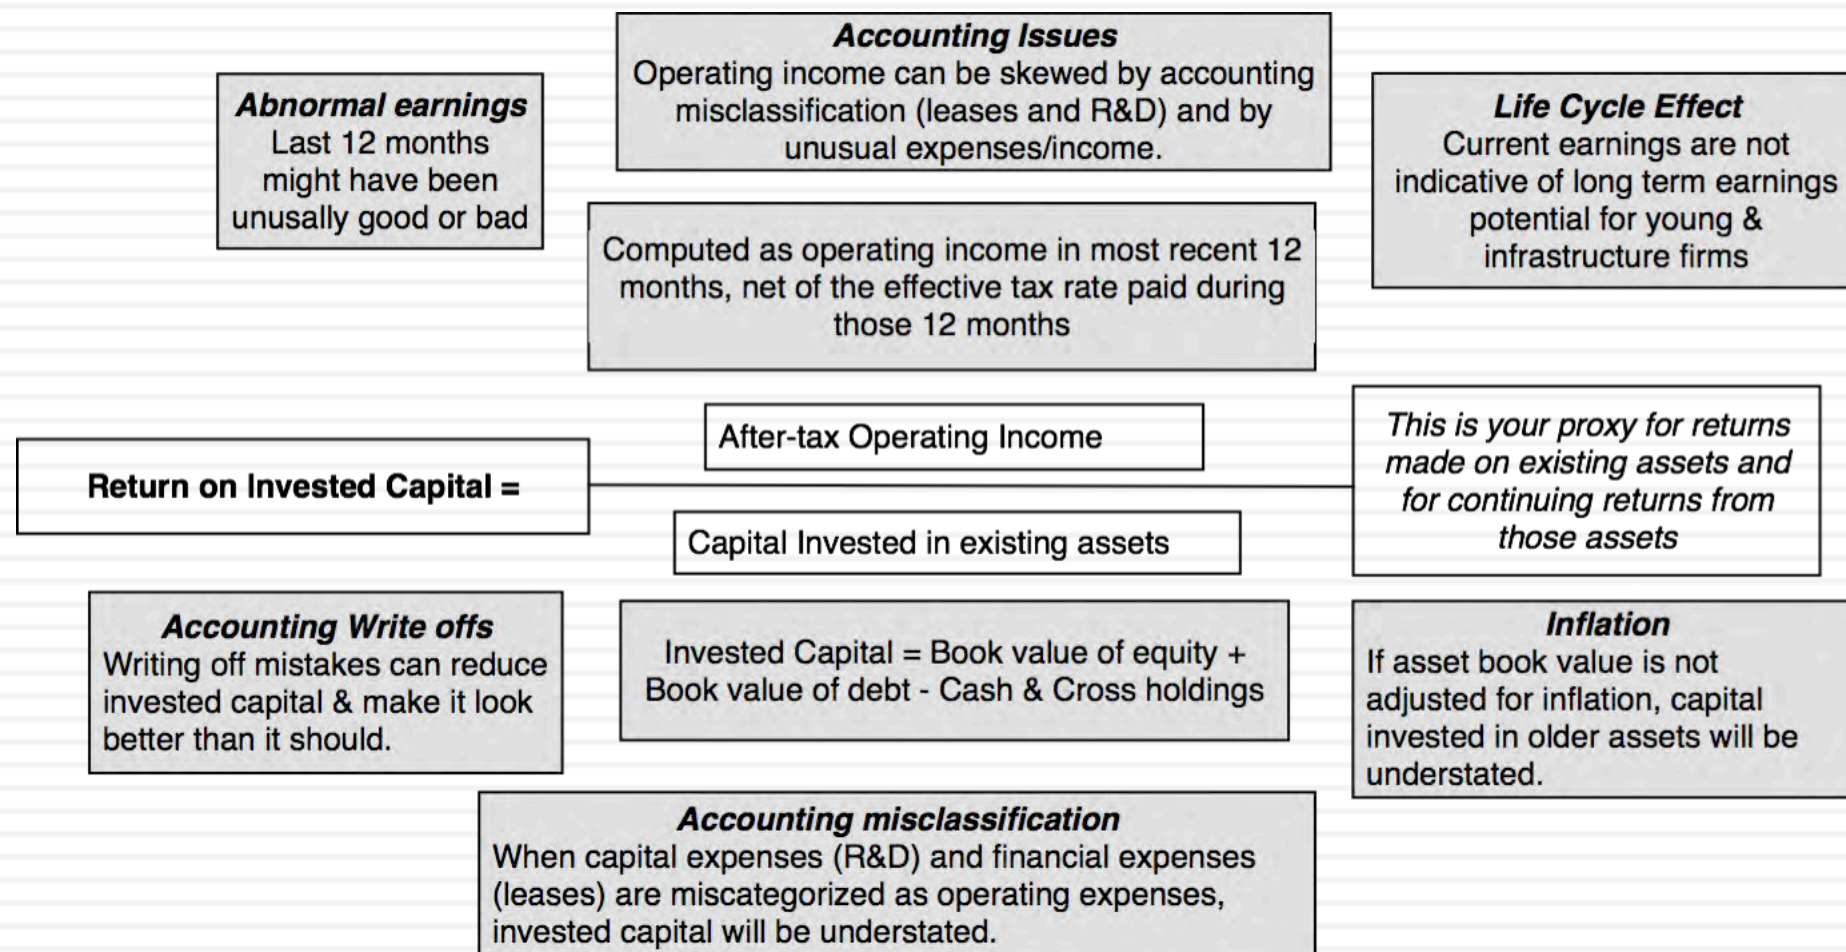 Accounting Issues
Operating income can be skewed by accounting
misclassification (leases and R&D) and by
unusual expenses/income.
Abnormal earnings
Last 12 months
might have been
unusally good or bad
Life Cycle Effect
Current earnings are not
indicative of long term earnings
potential for young &
infrastructure firms
Computed as operating income in most recent 12
months, net of the effective tax rate paid during
those 12 months
Return on Invested Capital =
After-tax Operating Income
Capital Invested in existing assets
This is your proxy for returns
made on existing assets and
for continuing returns from
those assets
Accounting Write offs
Writing off mistakes can reduce
invested capital & make it look
better than it should.
Invested Capital = Book value of equity +
Book value of debt - Cash & Cross holdings
Inflation
If asset book value is not
adjusted for inflation, capital
invested in older assets will be
understated.
Accounting misclassification
When capital expenses (R&D) and financial expenses
(leases) are miscategorized as operating expenses,
invested capital will be understated.